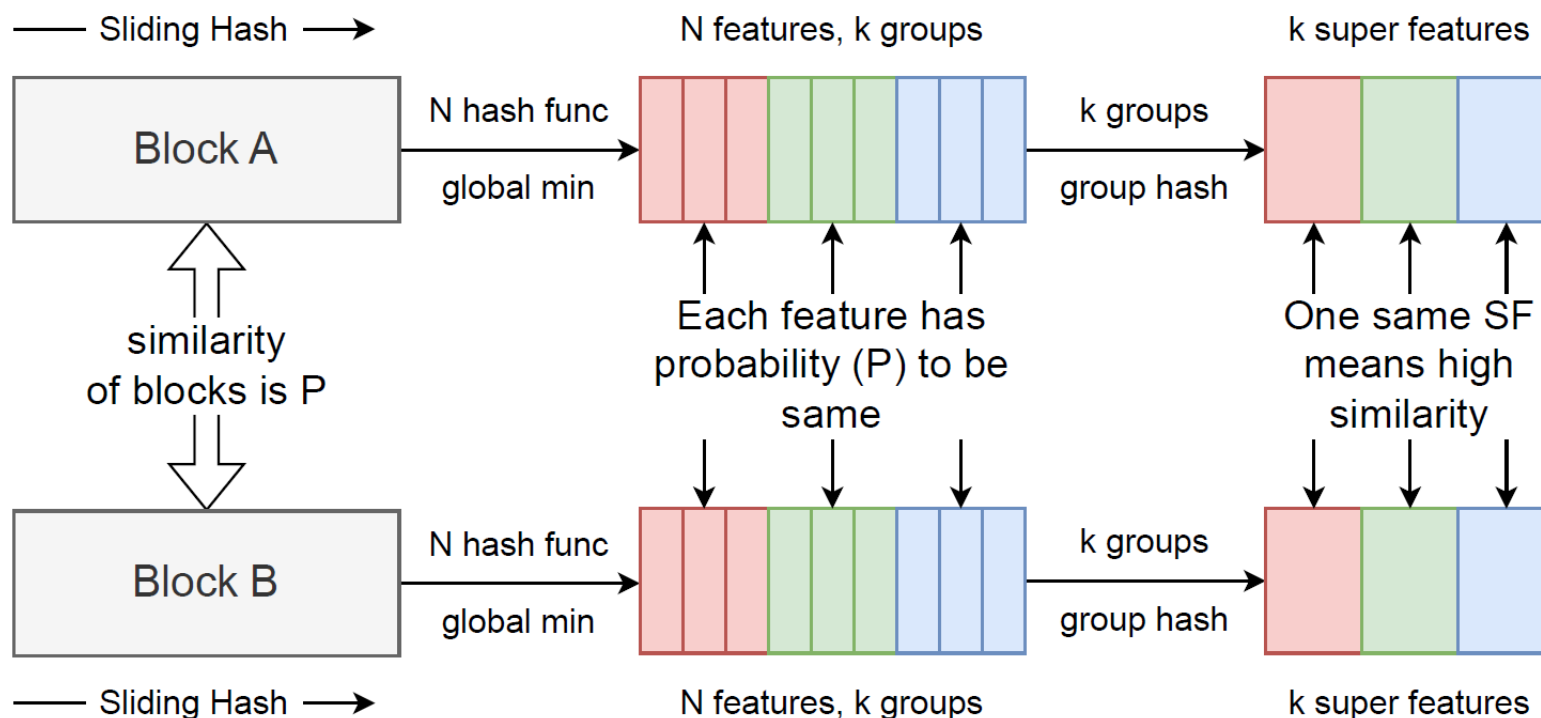 Sliding Hash
N features, k groups
k super features
Block A
N hash func
global min
k groups
group hash
similarity
of blocks is P
Each feature has
probability (P) to be
same
One same SF
means high
similarity
Block B
N hash func
global min
k groups
group hash
Sliding Hash
N features, k groups
k super features